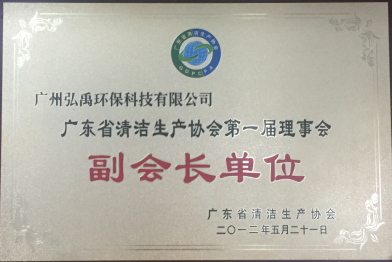 广州弘禹环保科技有限公司
广东省清洁生产协会第一届理事会
副会长单位
广东省清洁生产协会
二〇一二年五月二十一日